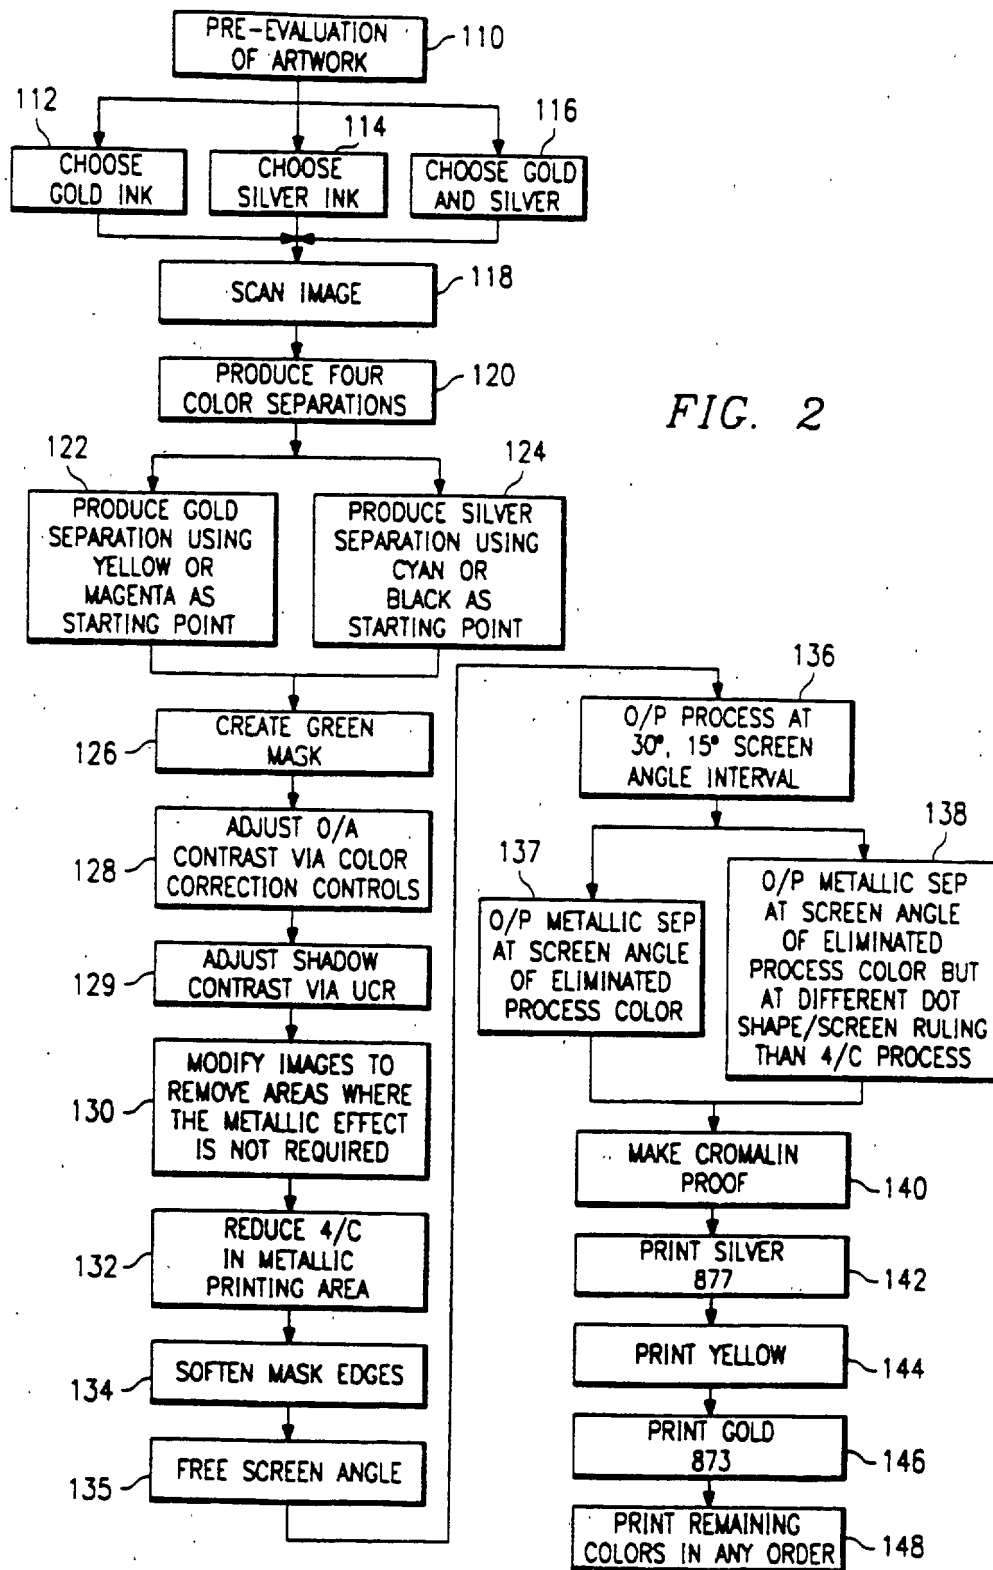 PRE-EVALUATION
OF ARTWORK
110
112
114
116
CHOOSE
GOLD INK
CHOOSE
SILVER INK
CHOOSE GOLD
AND SILVER
SCAN IMAGE
118
PRODUCE FOUR
COLOR SEPARATIONS
120
FIG. 2
122
124
PRODUCE GOLD
SEPARATION USING
YELLOW OR
MAGENTA AS
STARTING POINT
PRODUCE SILVER
SEPARATION USING
CYAN OR
BLACK AS
STARTING POINT
CREATE GREEN
MASK
126
ADJUST O/A
CONTRAST VIA COLOR
CORRECTION CONTROLS
128
ADJUST SHADOW
CONTRAST VIA UCR
129
MODIFY IMAGES TO
REMOVE AREAS WHERE
THE METALLIC EFFECT
IS NOT REQUIRED
130
REDUCE 4/C
IN METALLIC
PRINTING AREA
132
SOFTEN MASK EDGES
134
FREE SCREEN ANGLE
135
136
O/P PROCESS AT
30°, 15° SCREEN
ANGLE INTERVAL
137
138
O/P METALLIC SEP
AT SCREEN ANGLE
OF ELIMINATED
PROCESS COLOR
O/P METALLIC SEP
AT SCREEN ANGLE
OF ELIMINATED
PROCESS COLOR BUT
AT DIFFERENT DOT
SHAPE/SCREEN RULING
THAN 4/C PROCESS
MAKE CROMALIN
PROOF
140
PRINT SILVER
877
142
PRINT YELLOW
144
PRINT GOLD
873
146
PRINT REMAINING
COLORS IN ANY ORDER
148